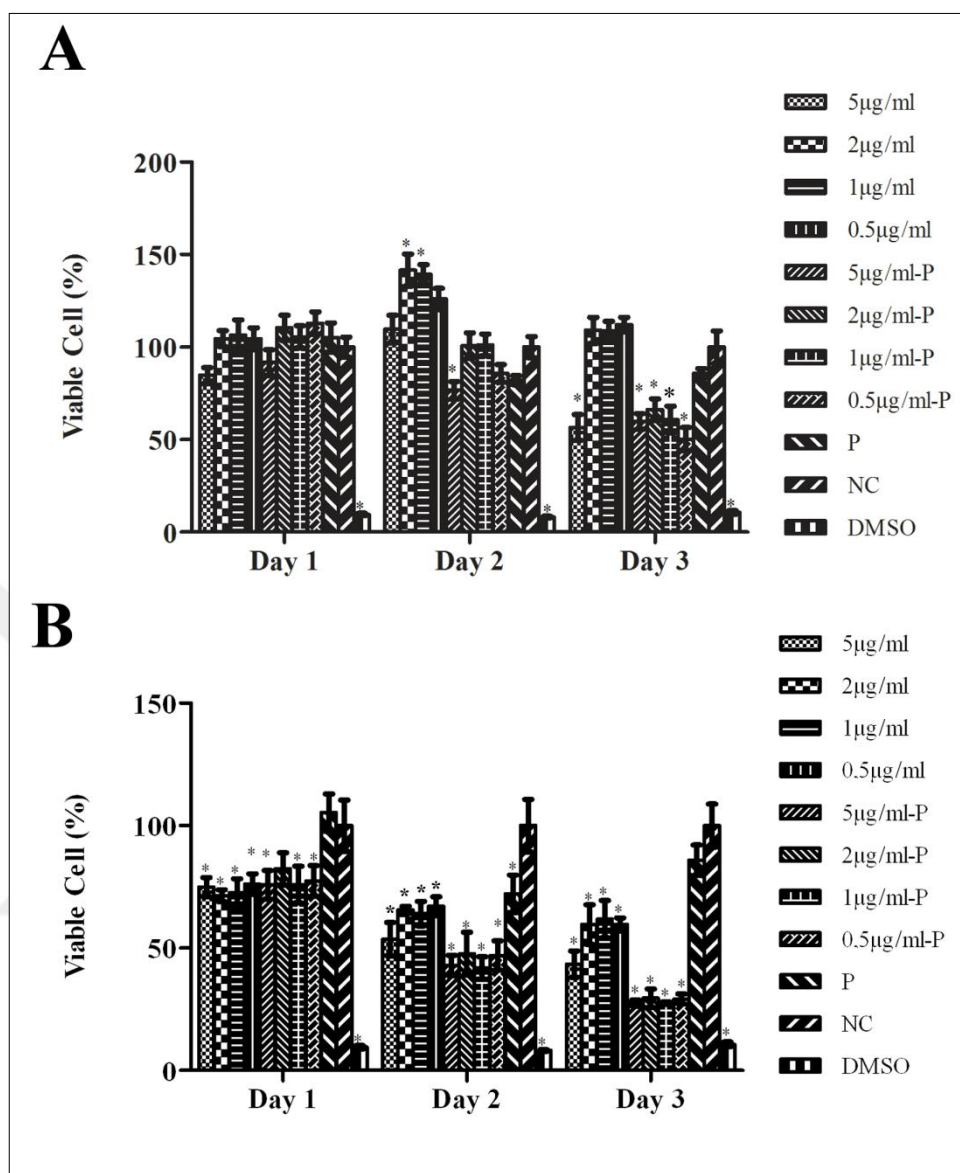 A
200
150
100
50
0
Viable Cell (%)
* * * * * * * * * * *
Day 1 Day 2 Day 3
5µg/ml
2µg/ml
1µg/ml
0.5µg/ml
5µg/ml-P
2µg/ml-P
1µg/ml-P
0.5µg/ml-P
P
NC
DMSO
B
150
100
50
0
Viable Cell (%)
* * * * * * * * * * * * * * * * * * * * * * * * * * *
Day 1 Day 2 Day 3
5µg/ml
2µg/ml
1µg/ml
0.5µg/ml
5µg/ml-P
2µg/ml-P
1µg/ml-P
0.5µg/ml-P
P
NC
DMSO